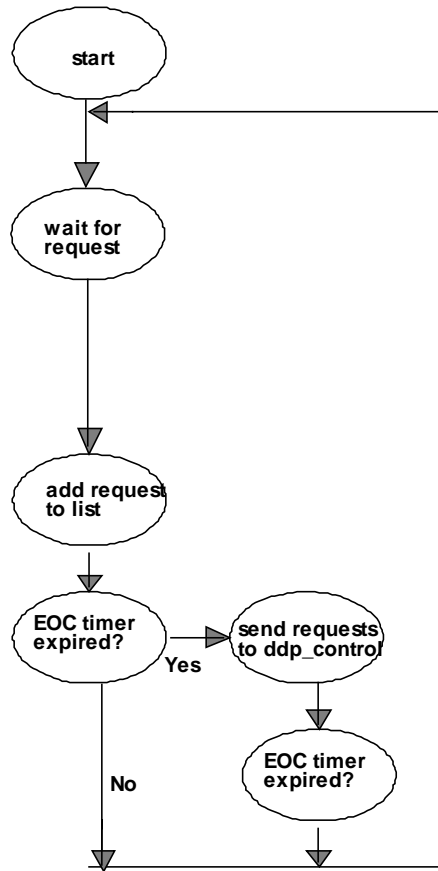 start
wait for
request
add request
to list
EOC timer
expired?
Yes
send requests
to ddp_control
EOC timer
expired?
No